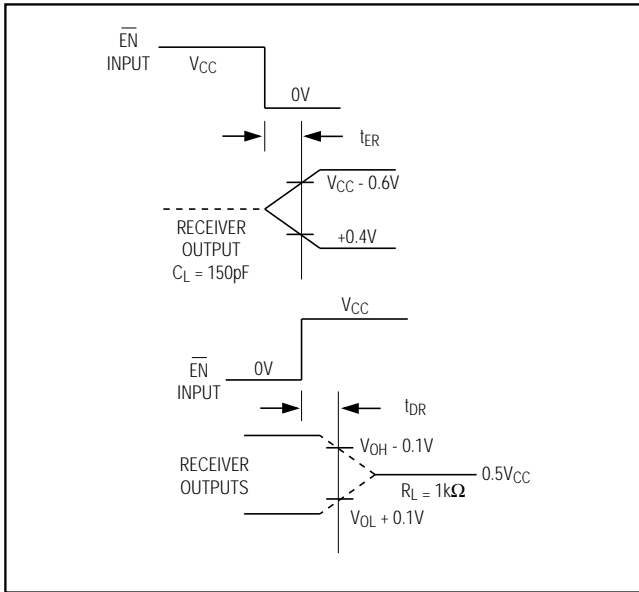 EN
INPUT
VCC
0V
tER
VCC - 0.6V
RECEIVER
OUTPUT
CL = 150pF
+0.4V
VCC
EN
INPUT
0V
tDR
VOH - 0.1V
RECEIVER
OUTPUTS
0.5VCC
RL = 1kΩ
VOL + 0.1V